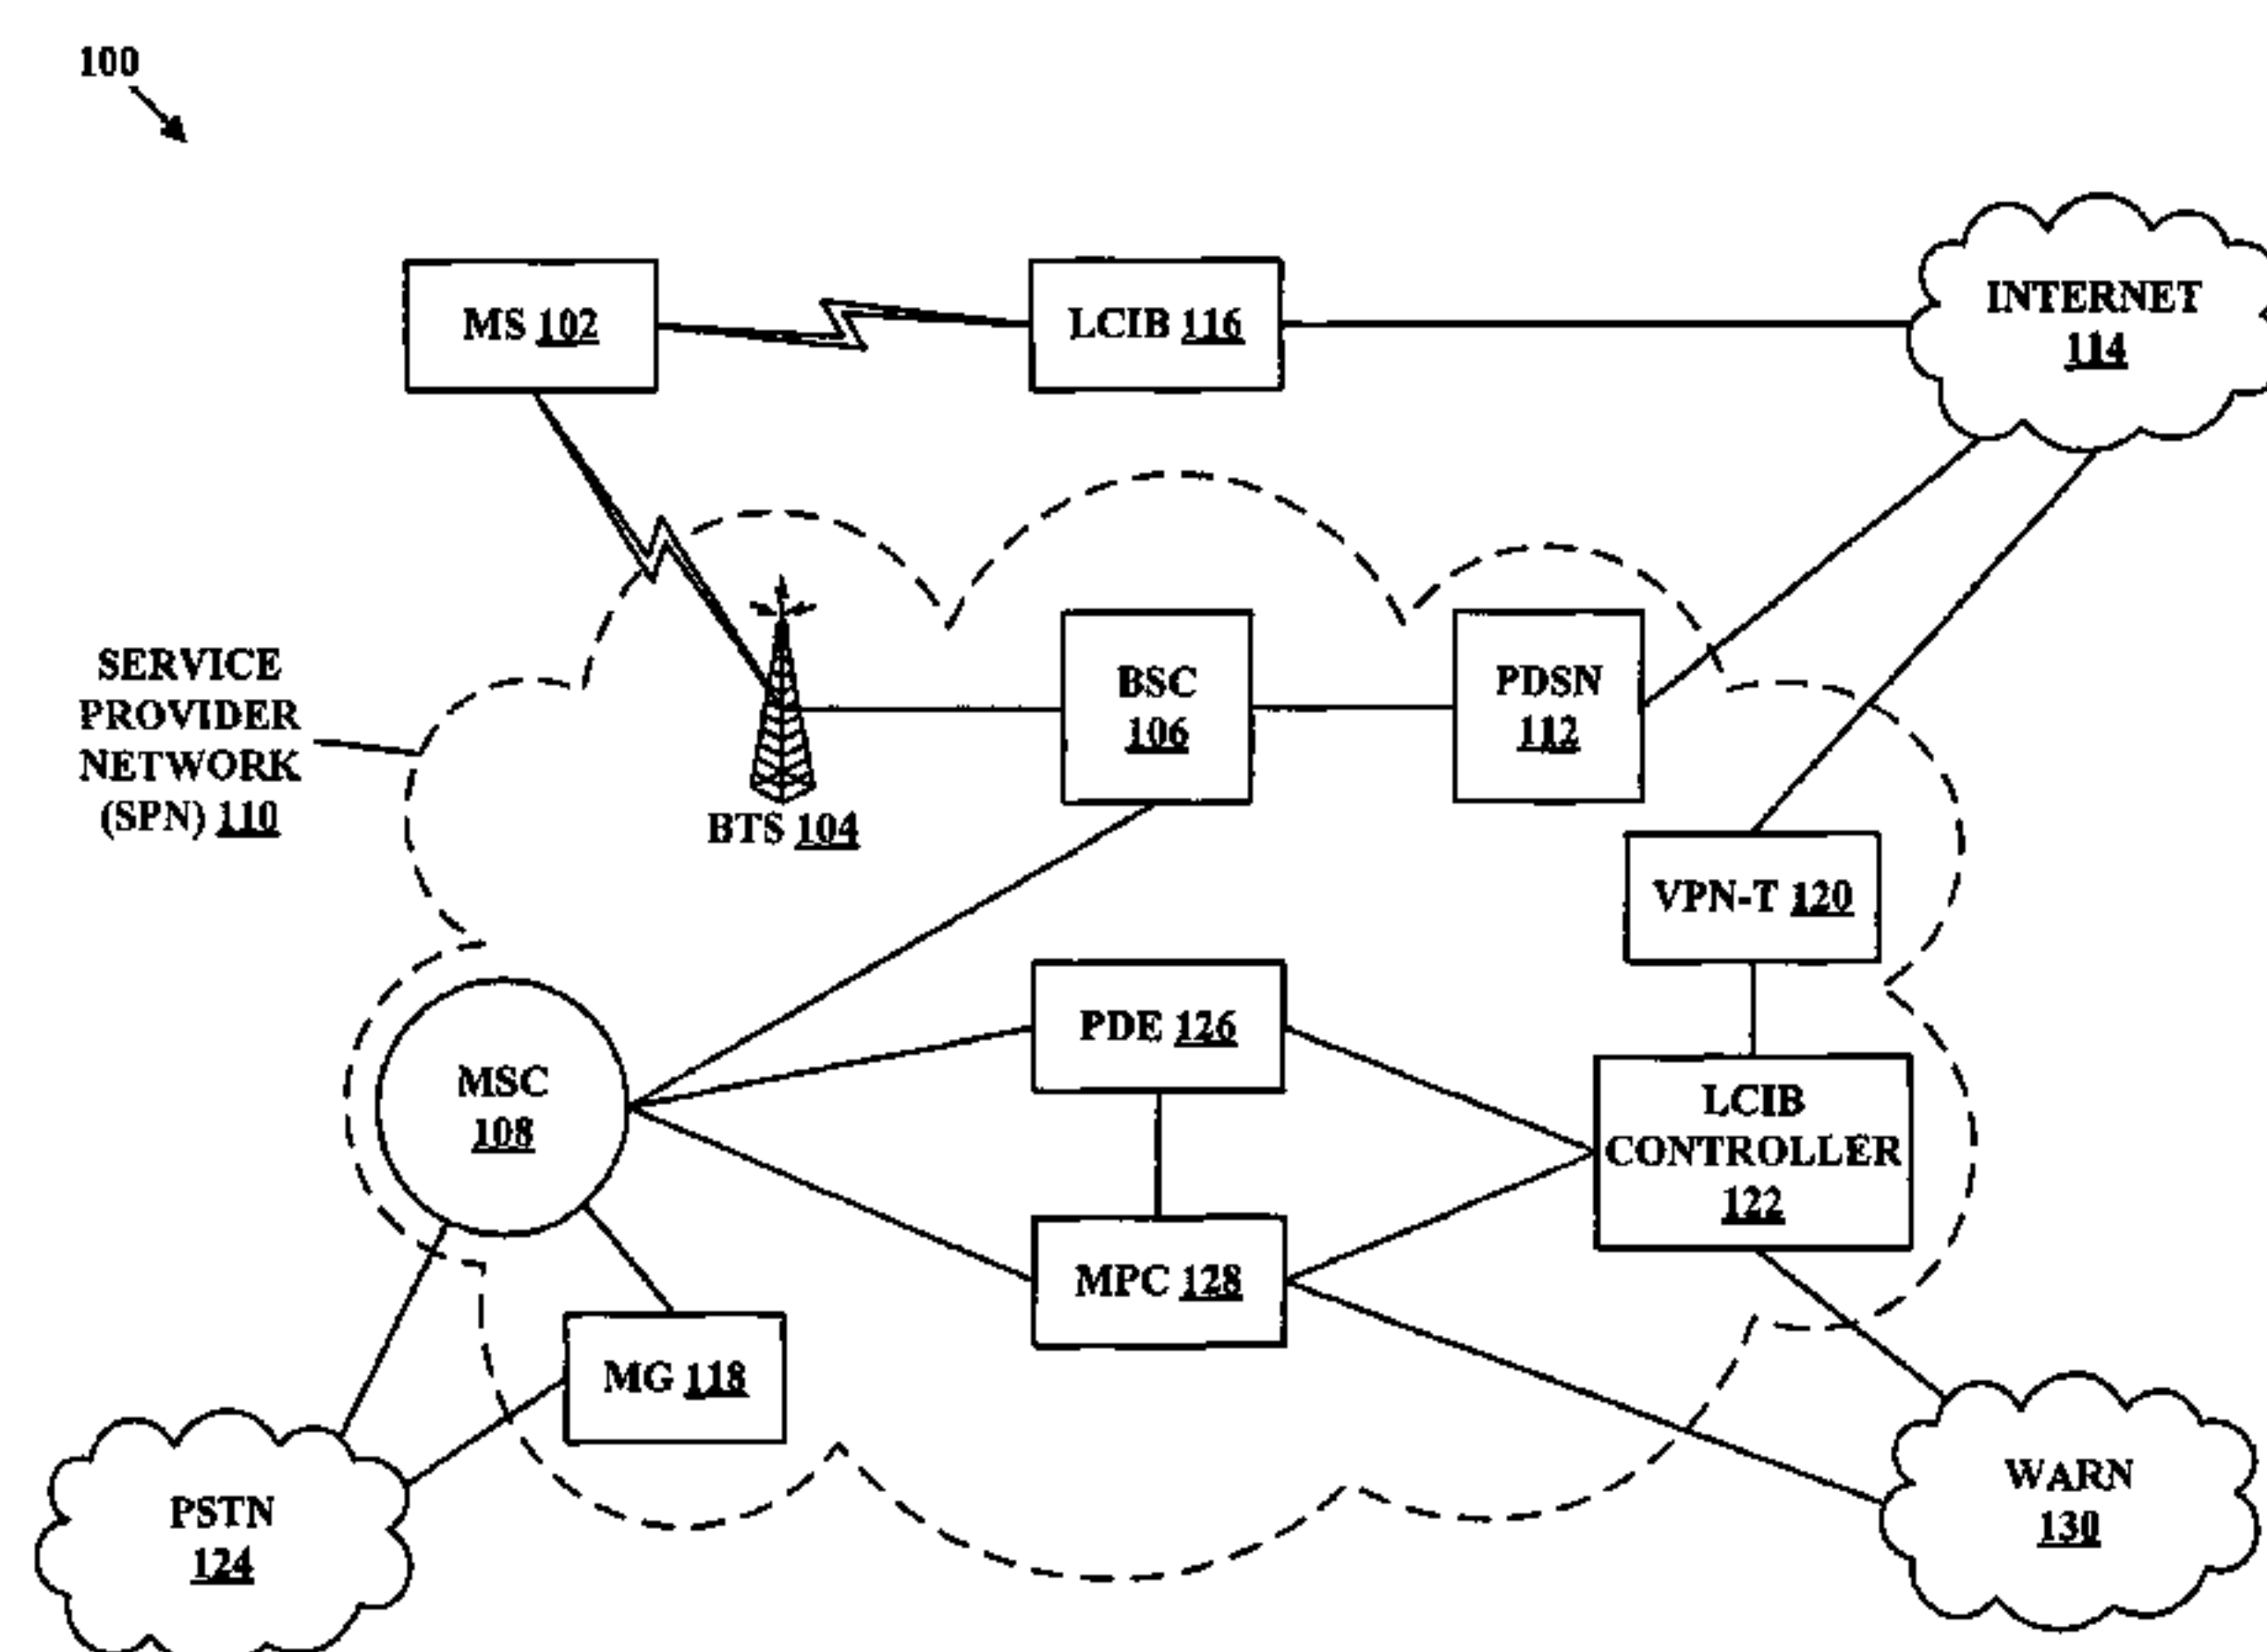 100
MS 102
LCIB 116
INTERNET
114
SERVICE
PROVIDER
NETWORK
(SPN) 110
BTS 104
BSC
106
PDSN
112
VPN-T 120
MSC
108
PDE 126
LCIB
CONTROLLER
122
MPC 128
MG 118
PSTN
124
WARN
130